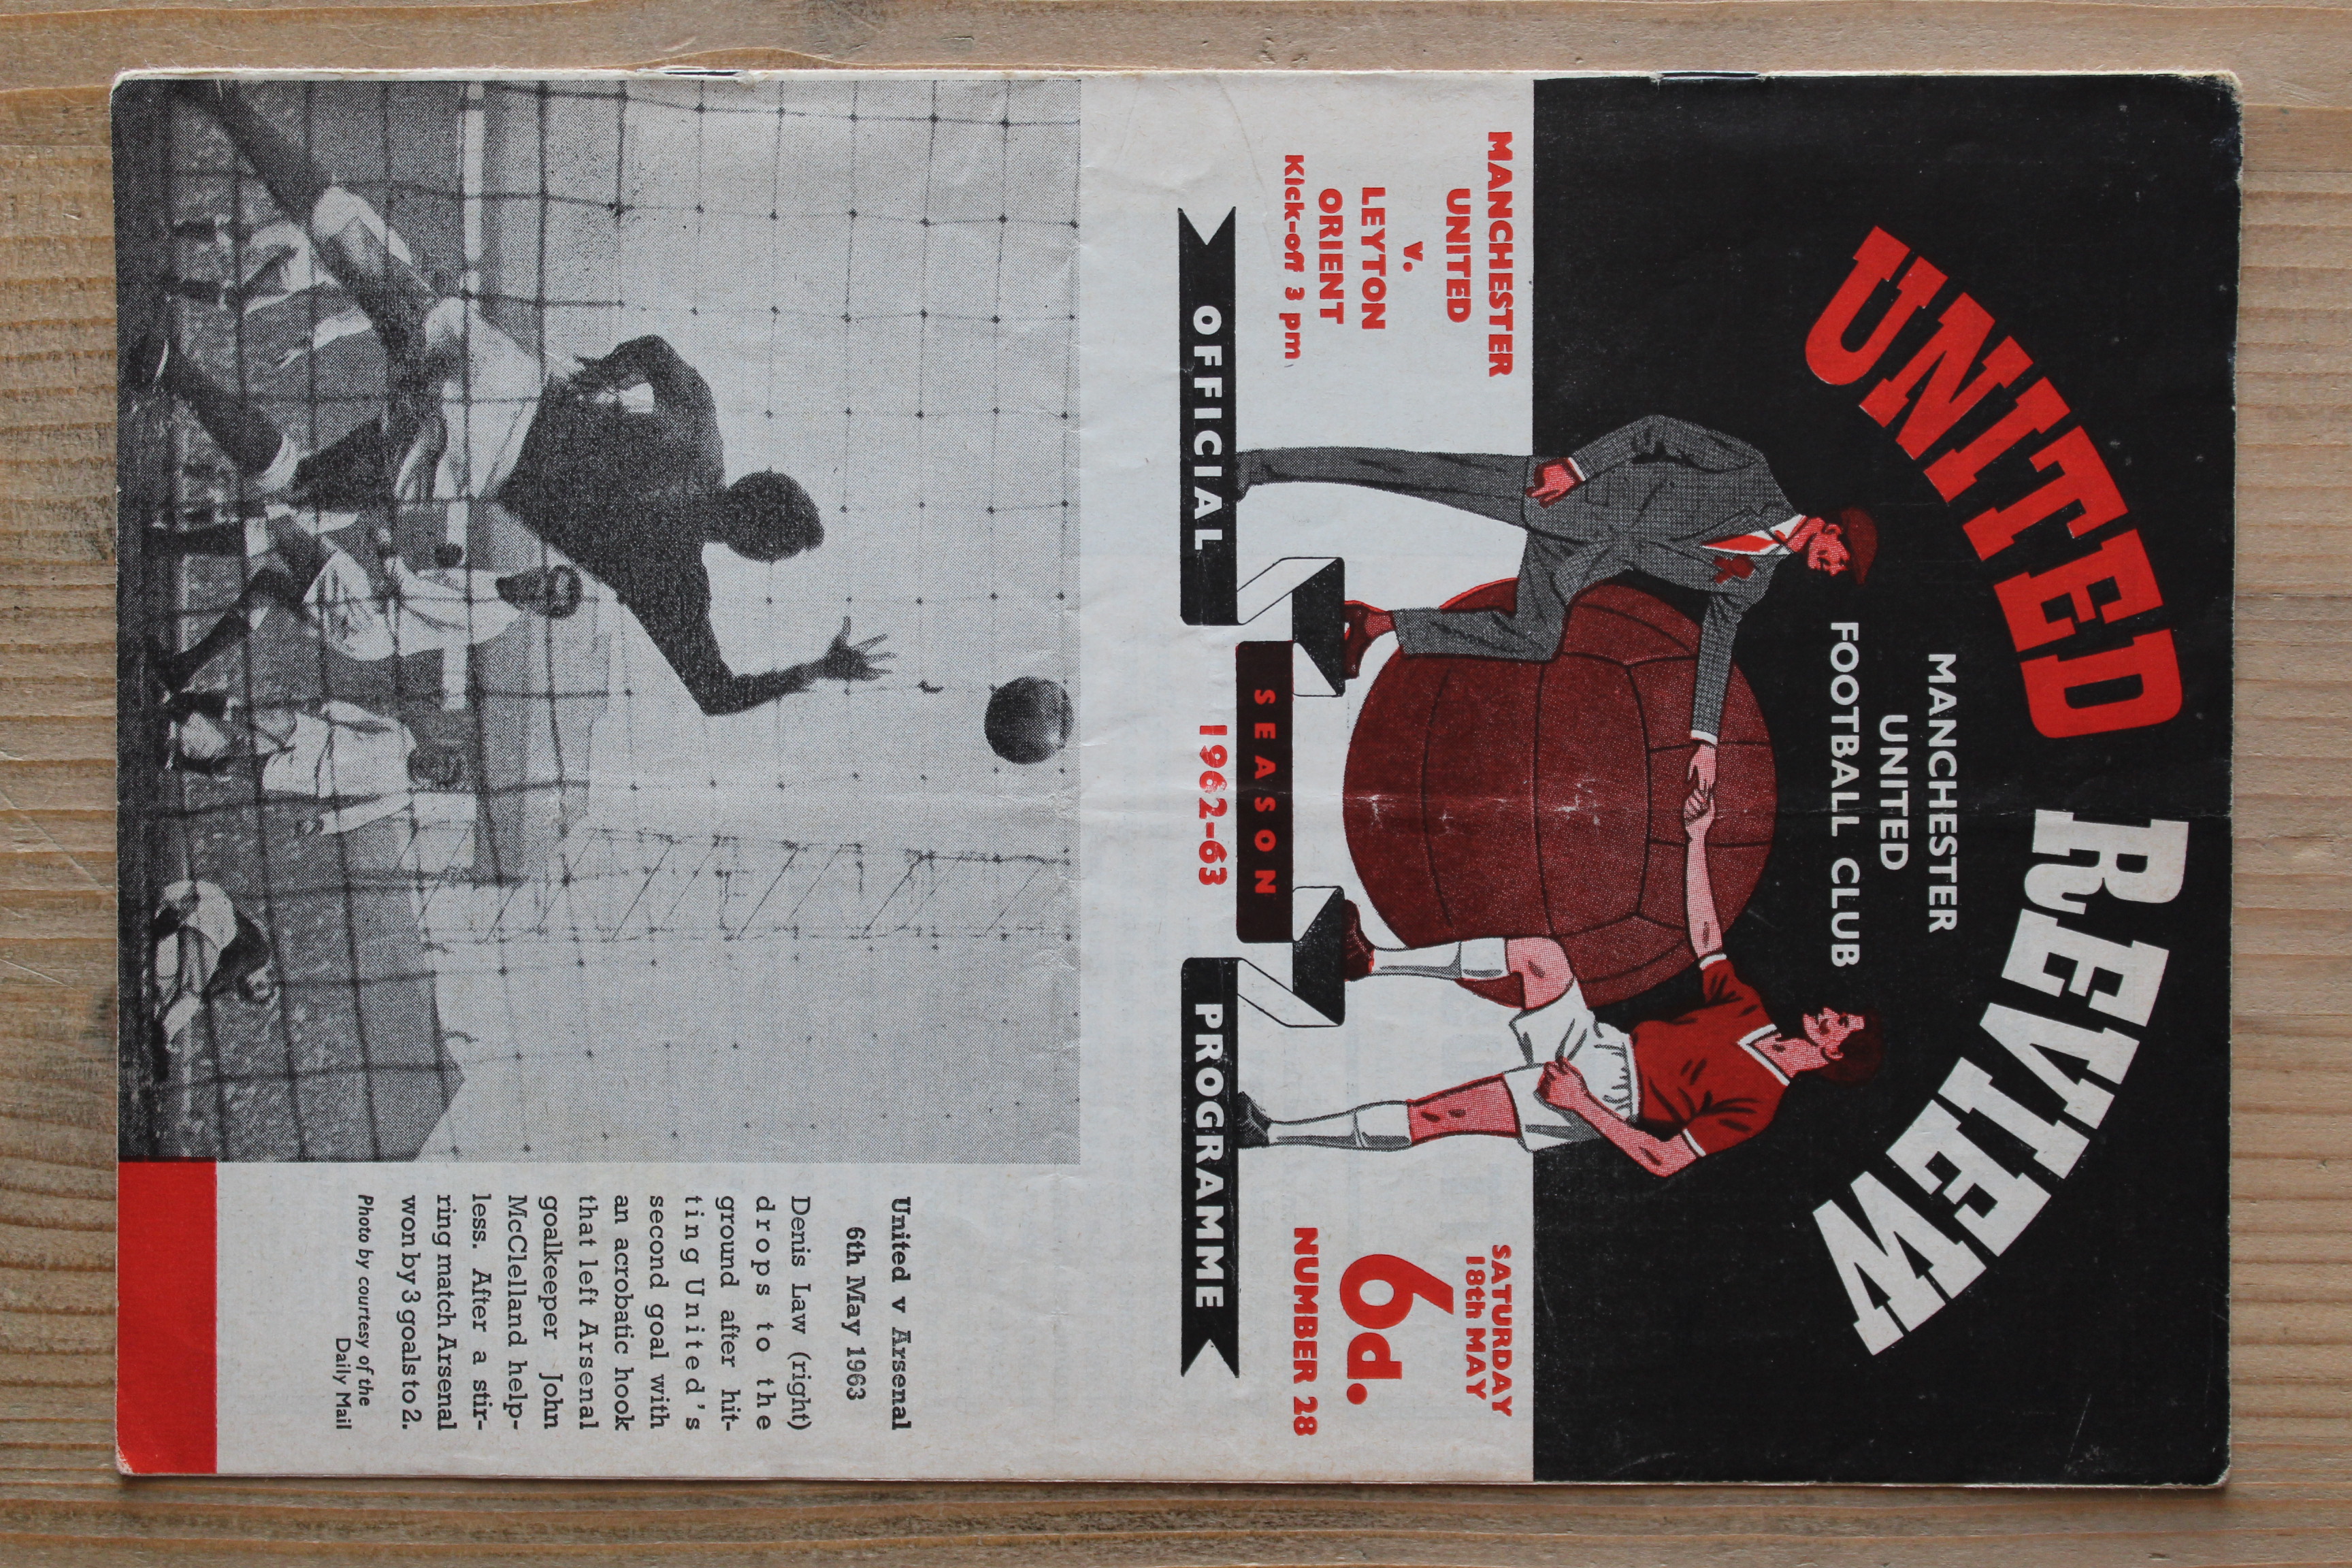 UNITED REVIEW
MANCHESTER
UNITED
FOOTBALL CLUB
MANCHESTER
UNITED
v.
LEYTON
ORIENT
Kick-off 3 pm
SATURDAY
18th MAY
6d.
NUMBER 28
OFFICIAL
SEASON
1962-63
PROGRAMME
United v Arsenal
6th May 1963
Denis Law (right)
drops to the
ground after hit-
ting United's
second goal with
an acrobatic hook
that left Arsenal
goalkeeper John
McClelland help-
less. After a stir-
ring match Arsenal
won by 3 goals to 2.
Photo by courtesy of the
Daily Mail